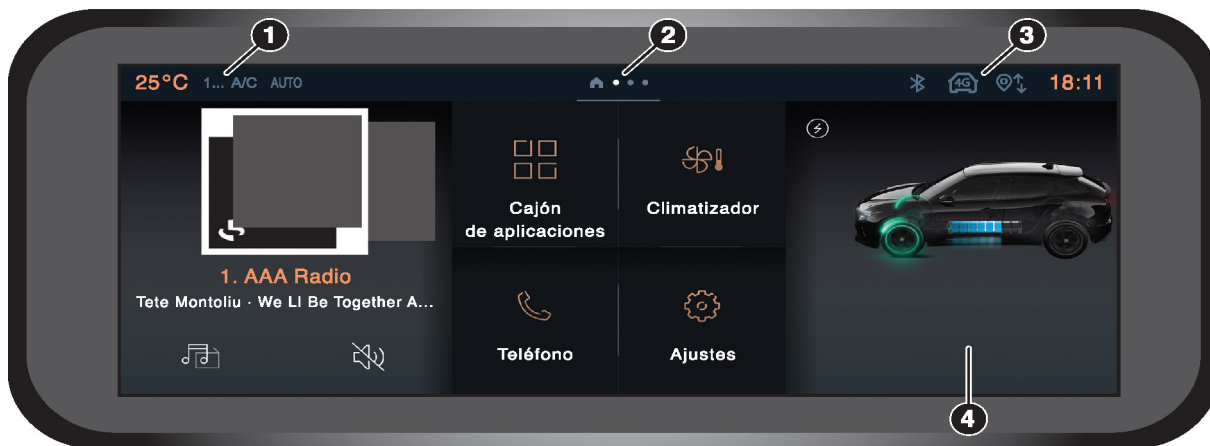 1
2
3
25°C 1... A/C AUTO
4G
18:11
Cajón
de aplicaciones
Climatizador
1. AAA Radio
Tete Montoliu · We Ll Be Together A...
Teléfono
Ajustes
4